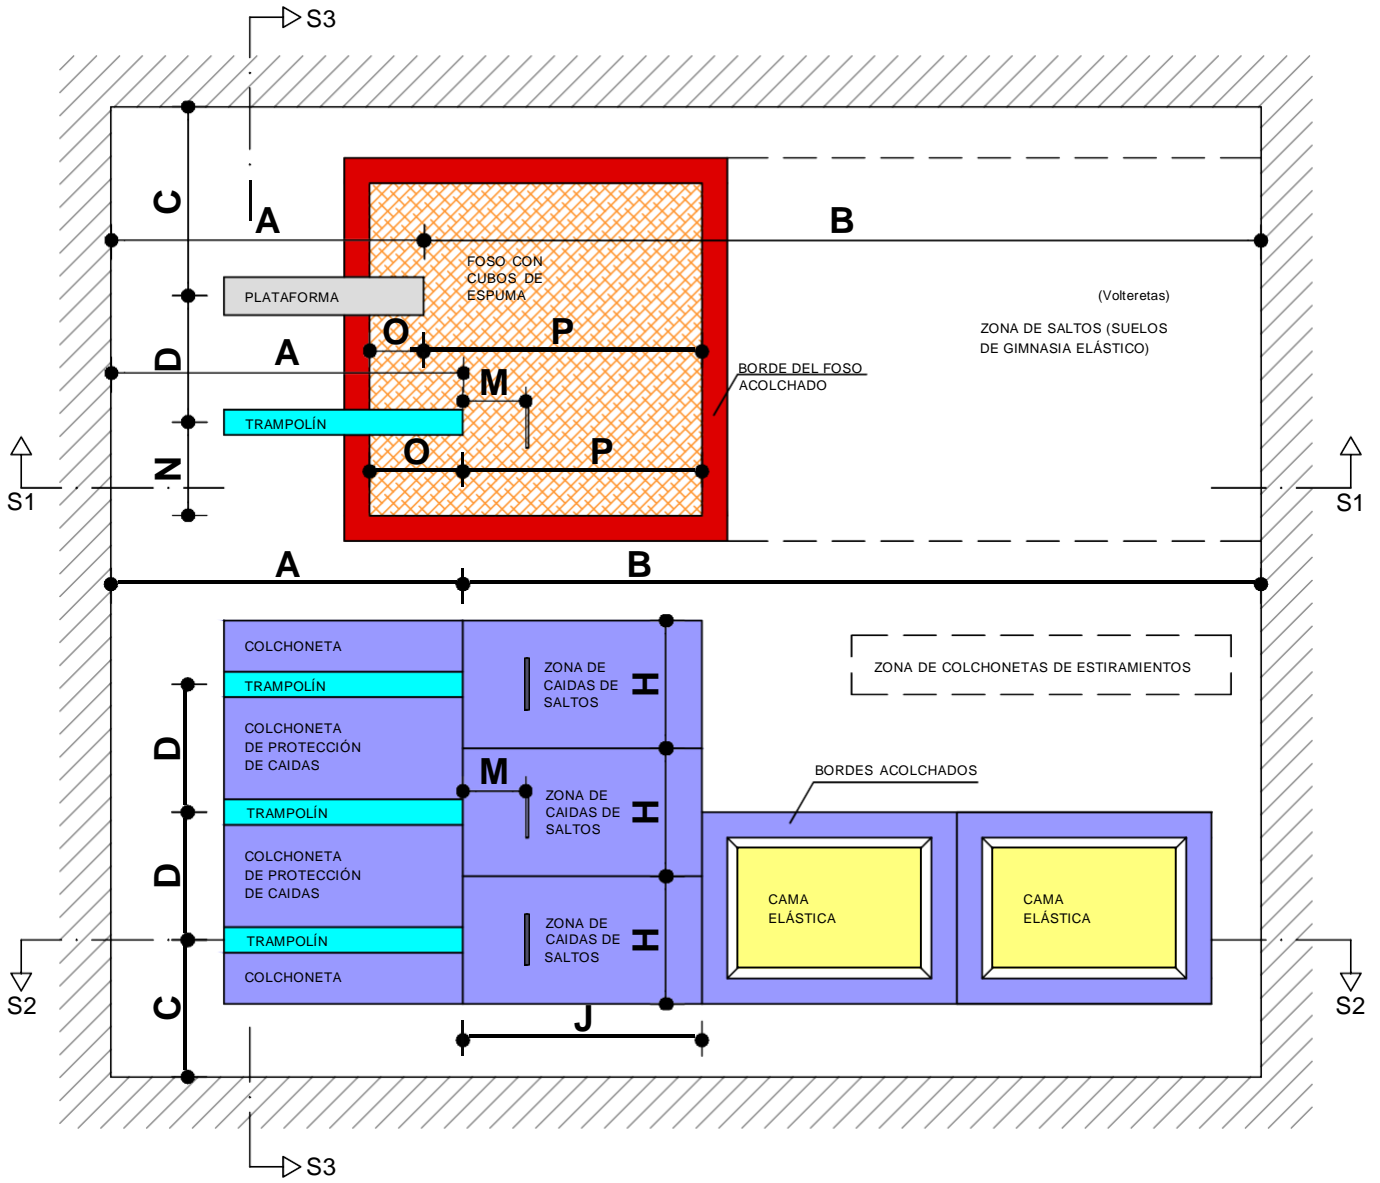 S3
C
A
B
FOSO CON
CUBOS DE
ESPUMA
PLATAFORMA
(Volteretas)
ZONA DE SALTOS (SUELOS
DE GIMNASIA ELÁSTICO)
O
P
D
A
M
BORDE DEL FOSO
ACOLCHADO
TRAMPOLÍN
O
P
N
S1
S1
A
B
COLCHONETA
TRAMPOLÍN
COLCHONETA
DE PROTECCIÓN
DE CAIDAS
TRAMPOLÍN
COLCHONETA
DE PROTECCIÓN
DE CAIDAS
TRAMPOLÍN
COLCHONETA
D
D
C
ZONA DE
CAIDAS DE
SALTOS
H
M
ZONA DE
CAIDAS DE
SALTOS
H
ZONA DE
CAIDAS DE
SALTOS
H
J
ZONA DE COLCHONETAS DE ESTIRAMIENTOS
BORDES ACOLCHADOS
CAMA
ELÁSTICA
CAMA
ELÁSTICA
S2
S2
S3